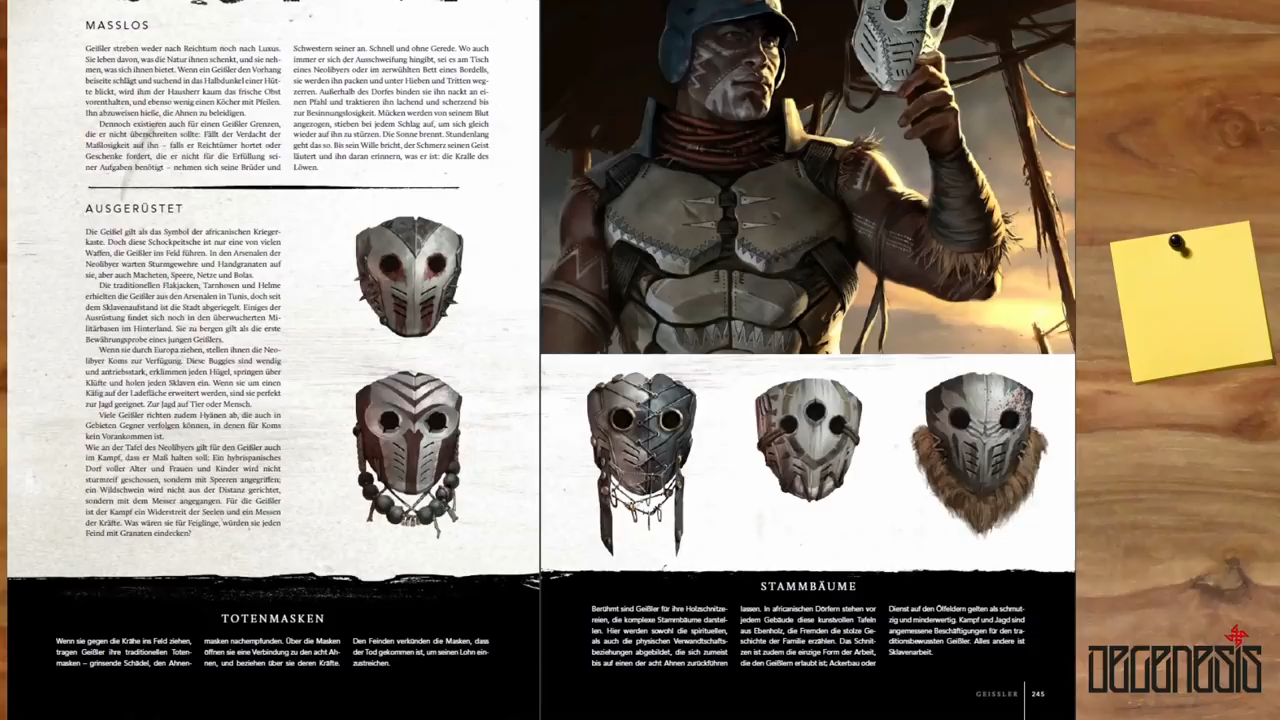 MASSLOS
Geißler streben weder nach Reichtum noch nach Luxus.
Sie leben davon, was die Natur ihnen schenkt, und sie neh-
men, was sich ihnen bietet. Wenn ein Geißler den Vorhang
beiseite schlägt und suchend in das Halbdunkel einer Hüt-
te blickt, wird ihm der Hausherr kaum das frische Obst
vorenthalten, und ebenso wenig einen Köcher mit Pfeilen.
Ihn abzuweisen hieße, die Ahnen zu beleidigen.
Dennoch existieren auch für einen Geißler Grenzen,
die er nicht überschreiten sollte: Fällt der Verdacht der
Maßlosigkeit auf ihn – falls er Reichtümer hortet oder
Geschenke fordert, die er nicht für die Erfüllung sei-
ner Aufgaben benötigt – nehmen sich seine Brüder und
Schwestern seiner an. Schnell und ohne Gerede. Wo auch
immer er sich der Ausschweifung hingibt, sei es am Tisch
eines Neolibyers oder im zerwühlten Bett eines Bordells,
sie werden ihn packen und unter Hieben und Tritten weg-
zerren. Außerhalb des Dorfes binden sie ihn nackt an ei-
nen Pfahl und traktieren ihn lachend und scherzend bis
zur Besinnungslosigkeit. Mücken werden von seinem Blut
angezogen, stieben bei jedem Schlag auf, um sich gleich
wieder auf ihn zu stürzen. Die Sonne brennt. Stundenlang
geht das so. Bis sein Wille bricht, der Schmerz seinen Geist
läutert und ihn daran erinnern, was er ist: die Kralle des
Löwen.
AUSGERÜSTET
Die Geißel gilt als das Symbol der africanischen Krieger-
kaste. Doch diese Schockpeitsche ist nur eine von vielen
Waffen, die Geißler ins Feld führen. In den Arsenalen der
Neolibyer warten Sturmgewehre und Handgranaten auf
sie, aber auch Macheten, Speere, Netze und Bolas.
Die traditionellen Flakjacken, Tarnhosen und Helme
erhielten die Geißler aus den Arsenalen in Tunis, doch seit
dem Sklavenaufstand ist die Stadt abgeriegelt. Einiges der
Ausrüstung findet sich noch in den überwucherten Mi-
litärbasen im Hinterland. Sie zu bergen gilt als die erste
Bewährungsprobe eines jungen Geißlers.
Wenn sie durch Europa ziehen, stellen ihnen die Neo-
libyer Koms zur Verfügung. Diese Buggies sind wendig
und antriebsstark, erklimmen jeden Hügel, springen über
Klüfte und holen jeden Sklaven ein. Wenn sie um einen
Käfig auf der Ladefläche erweitert werden, sind sie perfekt
zur Jagd geeignet. Zur Jagd auf Tier oder Mensch.
Viele Geißler richten zudem Hyänen ab, die auch in
Gebieten Gegner verfolgen können, in denen für Koms
kein Vorankommen ist.
Wie an der Tafel des Neolibyers gilt für den Geißler auch
im Kampf, dass er Maß halten soll: Ein hybrispanisches
Dorf voller Alter und Frauen und Kinder wird nicht
sturmreif geschossen, sondern mit Speeren angegriffen;
ein Wildschwein wird nicht aus der Distanz gerichtet,
sondern mit dem Messer angegangen. Für die Geißler
ist der Kampf ein Widerstreit der Seelen und ein Messen
der Kräfte. Was wären sie für Feiglinge, würden sie jeden
Feind mit Granaten eindecken?
TOTENMASKEN
Wenn sie gegen die Krähe ins Feld ziehen,
tragen Geißler ihre traditionellen Toten-
masken – grinsende Schädel, den Ahnen-
masken nachempfunden. Über die Masken
öffnen sie eine Verbindung zu den acht Ah-
nen, und beziehen über sie deren Kräfte.
Den Feinden verkünden die Masken, dass
der Tod gekommen ist, um seinen Lohn ein-
zustreichen.
STAMMBÄUME
Berühmt sind Geißler für ihre Holzschnitze-
reien, die komplexe Stammbäume darstel-
len. Hier werden sowohl die spirituellen,
als auch die physischen Verwandtschafts-
beziehungen abgebildet, die sich zumeist
bis auf einen der acht Ahnen zurückführen
lassen. In africanischen Dörfern stehen vor
jedem Gebäude diese kunstvollen Tafeln
aus Ebenholz, die Fremden die stolze Ge-
schichte der Familie erzählen. Das Schnit-
zen ist zudem die einzige Form der Arbeit,
die den Geißlern erlaubt ist; Ackerbau oder
Dienst auf den Ölfeldern gelten als schmut-
zig und minderwertig. Kampf und Jagd sind
angemessene Beschäftigungen für den tra-
ditionsbewussten Geißler. Alles andere ist
Sklavenarbeit.
GEISSLER 245
DEGENESIS